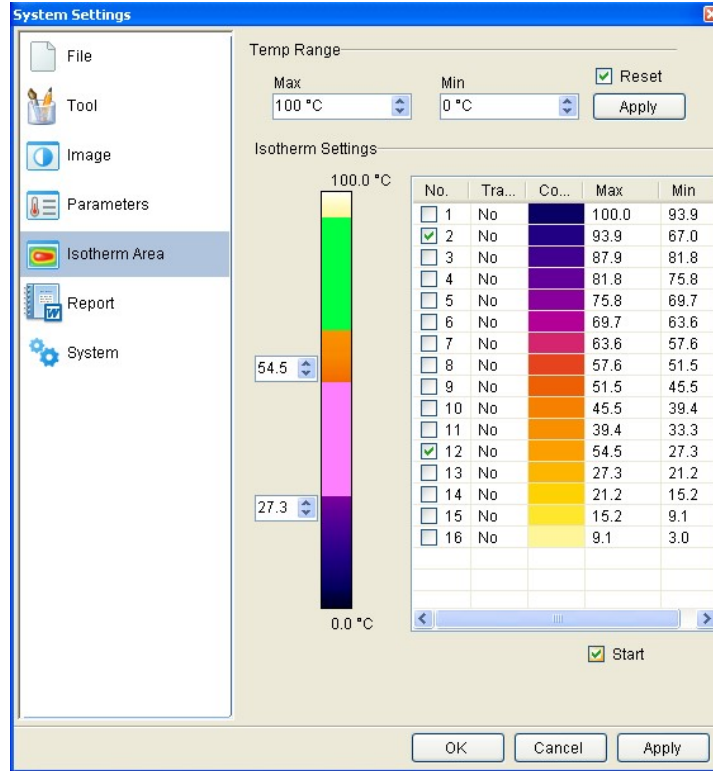 System Settings
File
Tool
Image
Parameters
Isotherm Area
Report
System
Temp Range
Max
Min
Reset
100 °C
0 °C
Apply
Isotherm Settings
100.0 °C
54.5
27.3
0.0 °C
No. Tra... Co... Max Min
1 No 100.0 93.9
2 No 93.9 67.0
3 No 87.9 81.8
4 No 81.8 75.8
5 No 75.8 69.7
6 No 69.7 63.6
7 No 63.6 57.6
8 No 57.6 51.5
9 No 51.5 45.5
10 No 45.5 39.4
11 No 39.4 33.3
12 No 54.5 27.3
13 No 27.3 21.2
14 No 21.2 15.2
15 No 15.2 9.1
16 No 9.1 3.0
Start
OK
Cancel
Apply